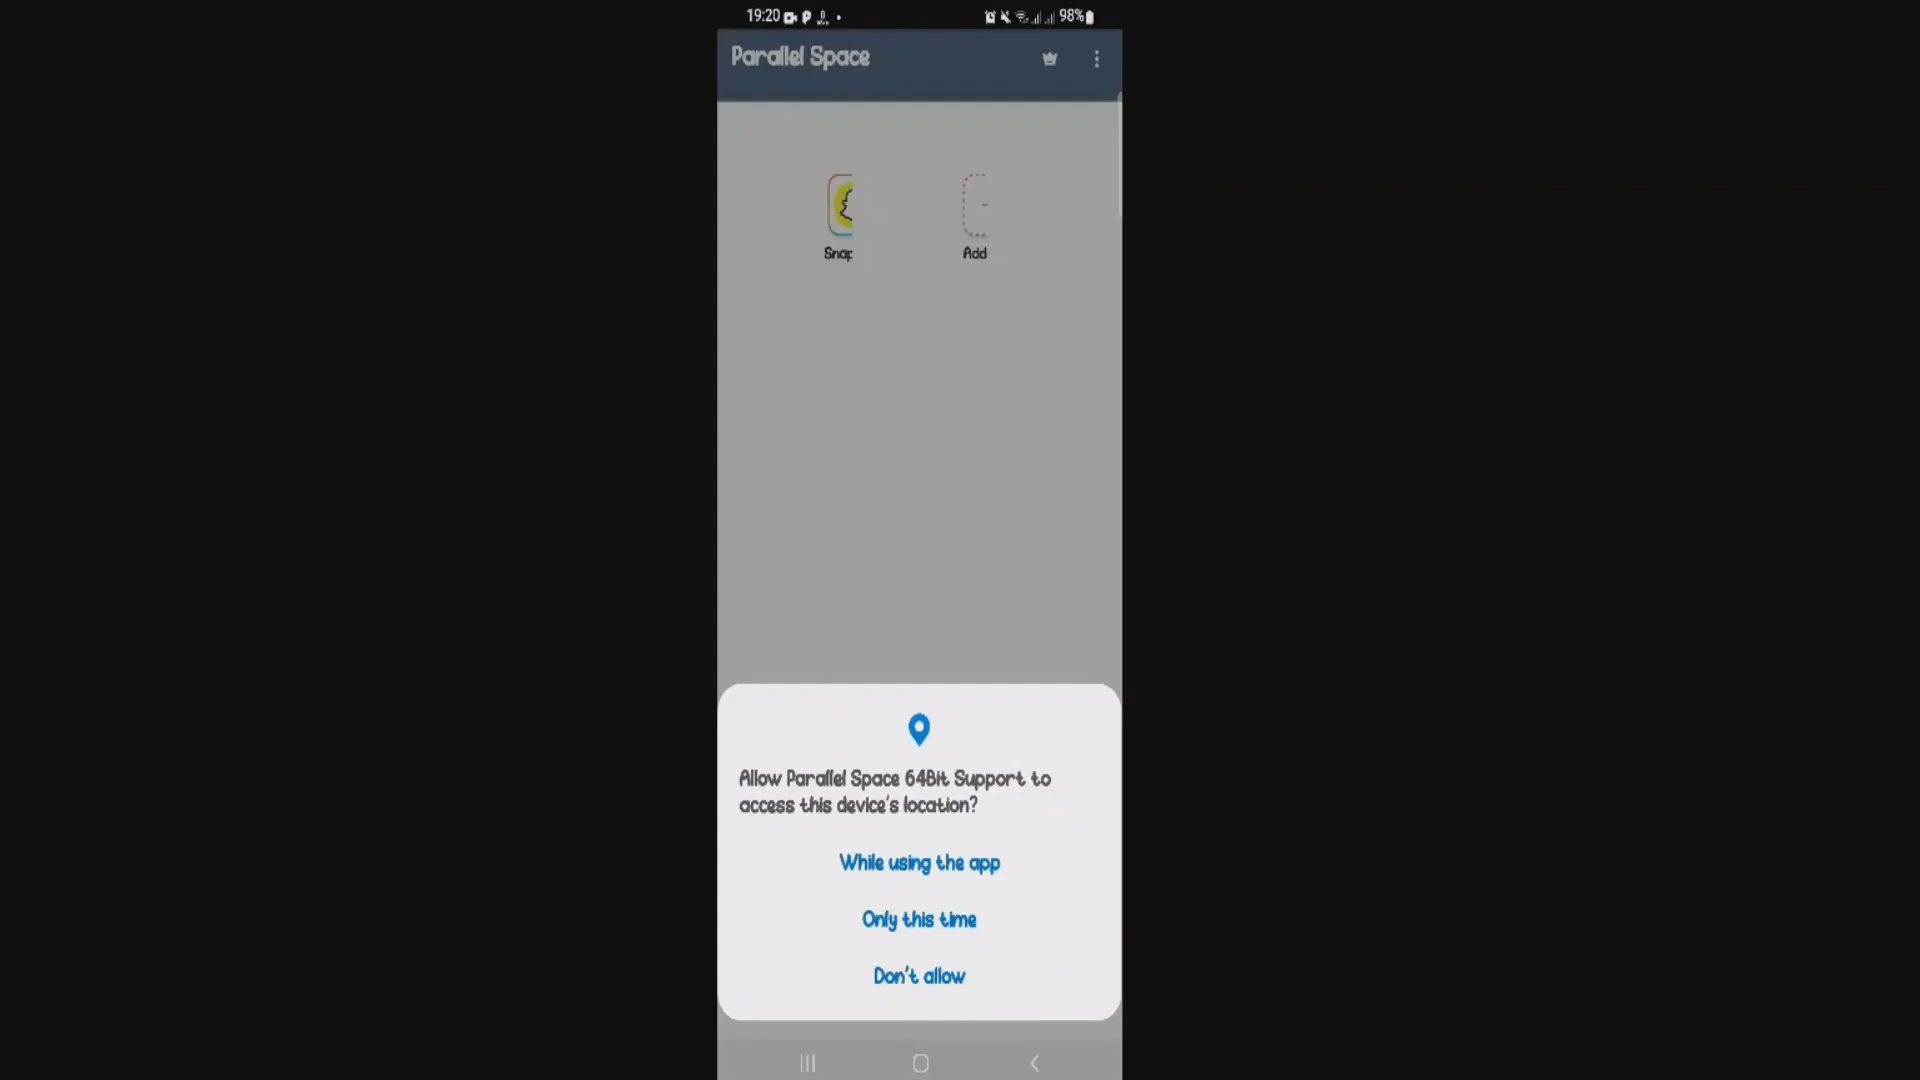 19:20
98%
Parallel Space
Snap
Add
Allow Parallel Space 64Bit Support to
access this device's location?
While using the app
Only this time
Don't allow